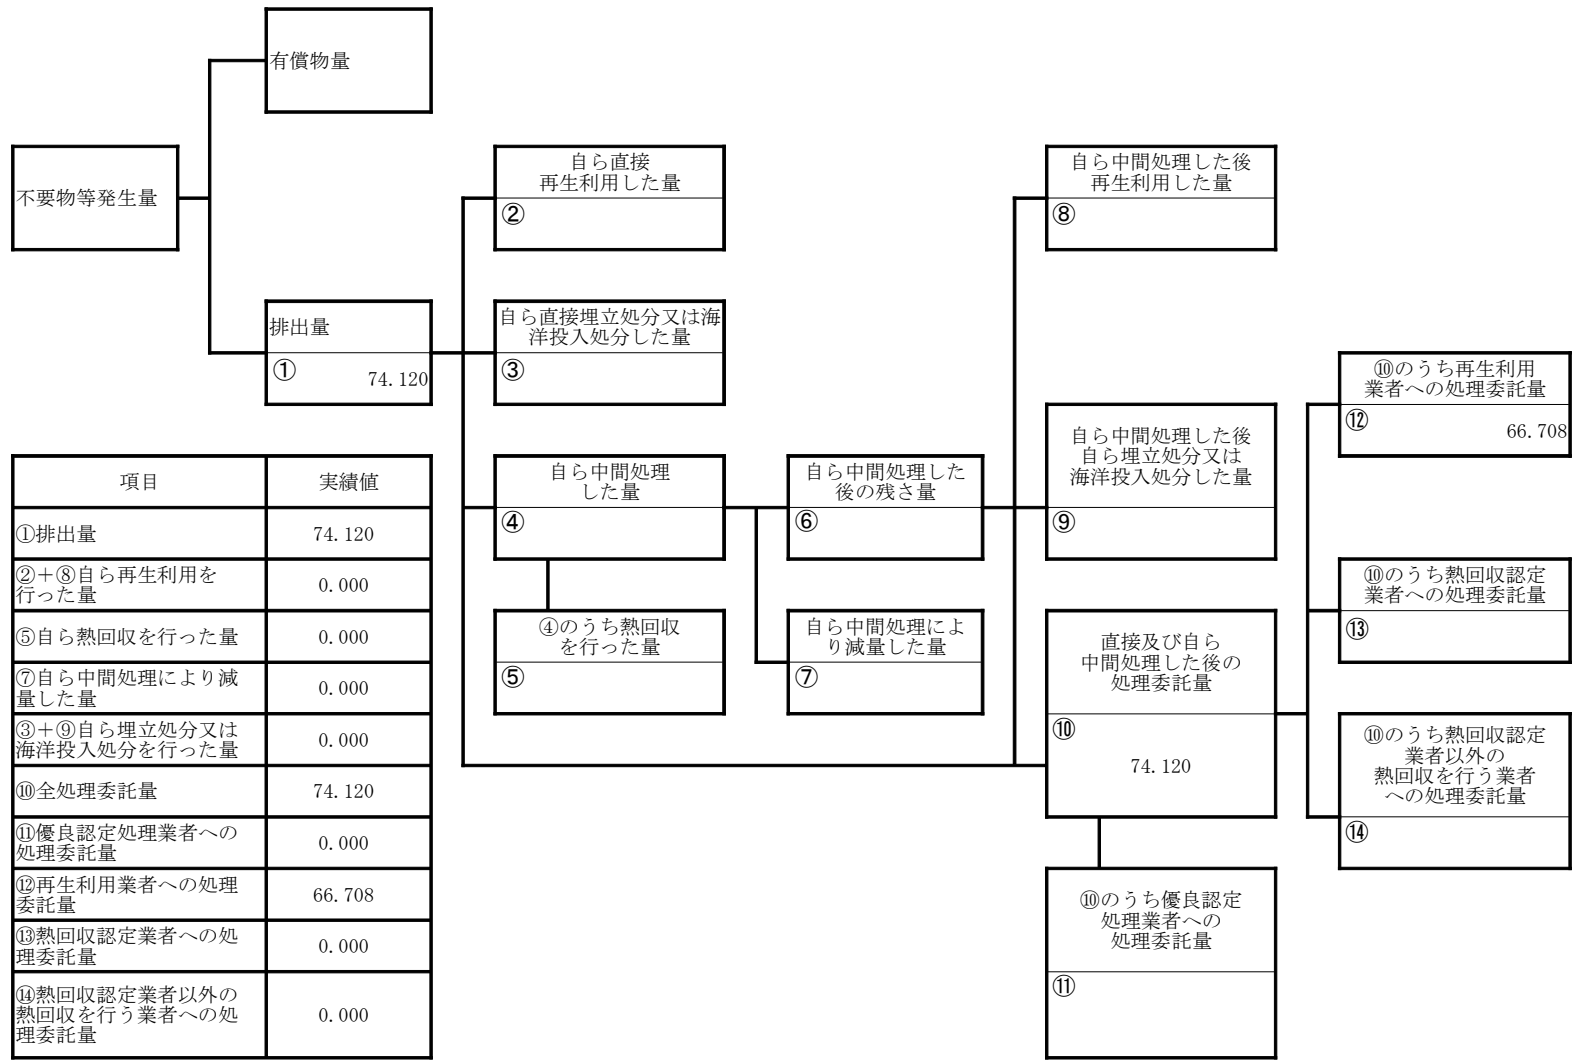 有償物量
不要物等発生量
排出量
①
74.120
自ら直接
再生利用した量
②
自ら直接埋立処分又は海
洋投入処分した量
③
自ら中間処理
した量
④
④のうち熱回収
を行った量
⑤
自ら中間処理した
後の残さ量
⑥
自ら中間処理によ
り減量した量
⑦
自ら中間処理した後
再生利用した量
⑧
自ら中間処理した後
自ら埋立処分又は
海洋投入処分した量
⑨
直接及び自ら
中間処理した後の
処理委託量
⑩
74.120
⑩のうち優良認定
処理業者への
処理委託量
⑪
⑩のうち再生利用
業者への処理委託量
⑫
66.708
⑩のうち熱回収認定
業者への処理委託量
⑬
⑩のうち熱回収認定
業者以外の
熱回収を行う業者
への処理委託量
⑭
項目 実績値
①排出量 74.120
②+⑧自ら再生利用を
行った量 0.000
⑤自ら熱回収を行った量 0.000
⑦自ら中間処理により減
量した量 0.000
③+⑨自ら埋立処分又は
海洋投入処分を行った量 0.000
⑩全処理委託量 74.120
⑪優良認定処理業者への
処理委託量 0.000
⑫再生利用業者への処理
委託量 66.708
⑬熱回収認定業者への処
理委託量 0.000
⑭熱回収認定業者以外の
熱回収を行う業者への処
理委託量 0.000